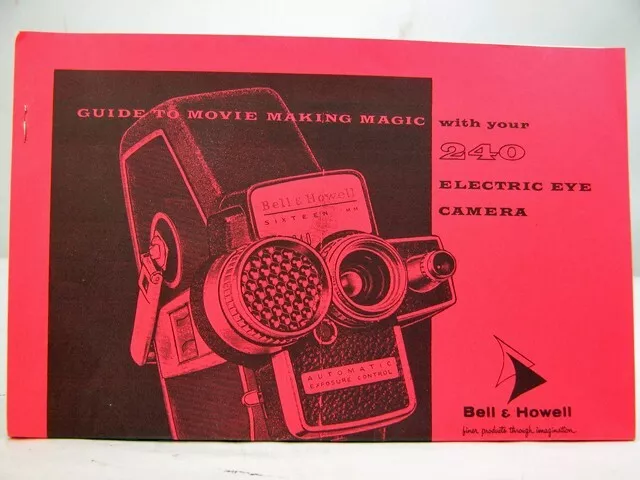 GUIDE TO MOVIE MAKING MAGIC with your
240
ELECTRIC EYE
CAMERA
Bell & Howell
SIXTEEN MM
240
AUTOMATIC
EXPOSURE CONTROL
Bell & Howell
finer products through imagination